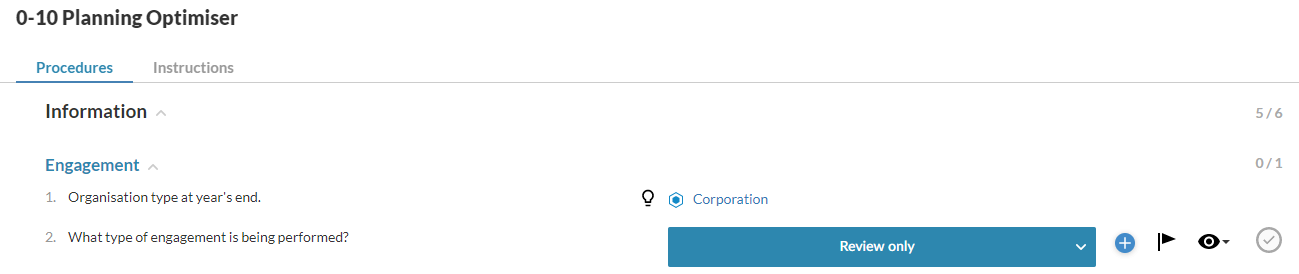 0-10 Planning Optimiser
Procedures Instructions
Information 5 / 6
Engagement 0 / 1
1. Organisation type at year's end. Corporation
2. What type of engagement is being performed? Review only